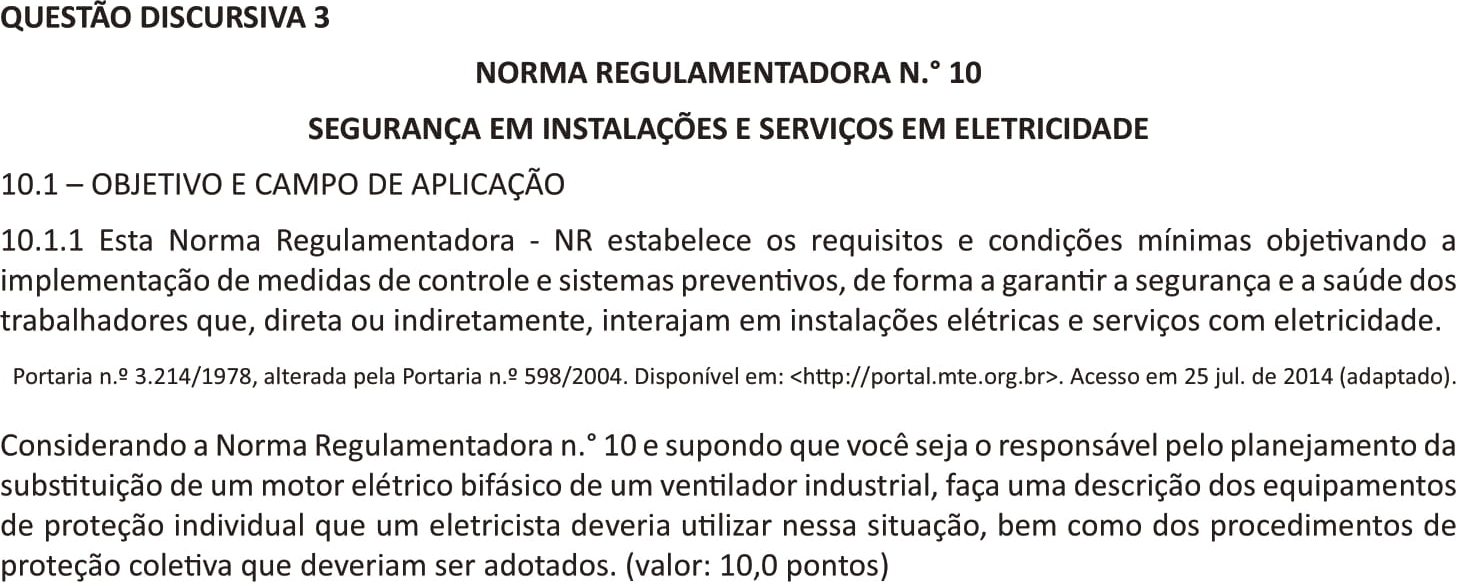 QUESTÃO DISCURSIVA 3
NORMA REGULAMENTADORA N.° 10
SEGURANÇA EM INSTALAÇÕES E SERVIÇOS EM ELETRICIDADE
10.1 – OBJETIVO E CAMPO DE APLICAÇÃO
10.1.1 Esta Norma Regulamentadora - NR estabelece os requisitos e condições mínimas objetivando a
implementação de medidas de controle e sistemas preventivos, de forma a garantir a segurança e a saúde dos
trabalhadores que, direta ou indiretamente, interajam em instalações elétricas e serviços com eletricidade.
Portaria n.º 3.214/1978, alterada pela Portaria n.º 598/2004. Disponível em: <http://portal.mte.org.br>. Acesso em 25 jul. de 2014 (adaptado).
Considerando a Norma Regulamentadora n.° 10 e supondo que você seja o responsável pelo planejamento da
substituição de um motor elétrico bifásico de um ventilador industrial, faça uma descrição dos equipamentos
de proteção individual que um eletricista deveria utilizar nessa situação, bem como dos procedimentos de
proteção coletiva que deveriam ser adotados. (valor: 10,0 pontos)